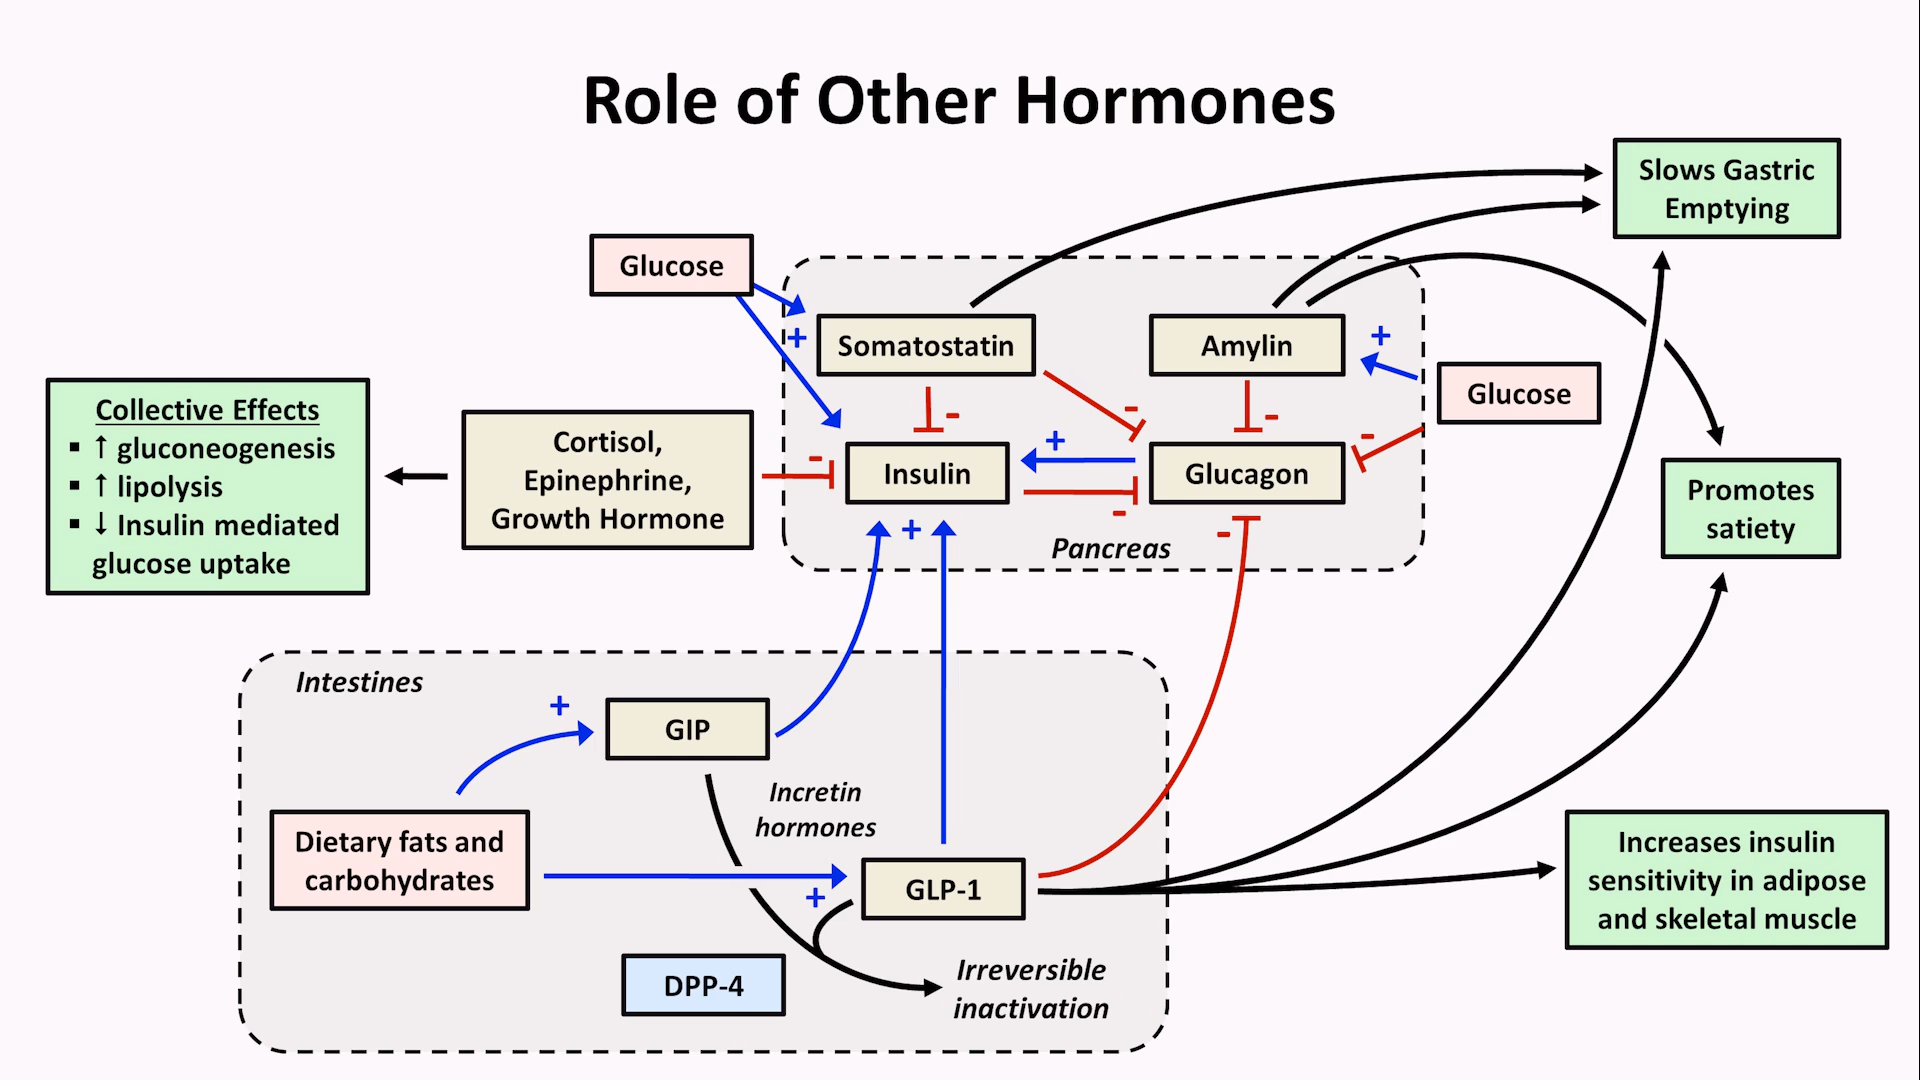 Role of Other Hormones
Slows Gastric
Emptying
Glucose
Somatostatin
+
Amylin
+
Glucose
Collective Effects
▪ ↑ gluconeogenesis
▪ ↑ lipolysis
▪ ↓ Insulin mediated
glucose uptake
Cortisol,
Epinephrine,
Growth Hormone
-
-
-
-
-
Insulin
+
-
Glucagon
Promotes
satiety
+
-
Pancreas
Intestines
+
GIP
Incretin
hormones
Dietary fats and
carbohydrates
+
GLP-1
Increases insulin
sensitivity in adipose
and skeletal muscle
DPP-4
Irreversible
inactivation